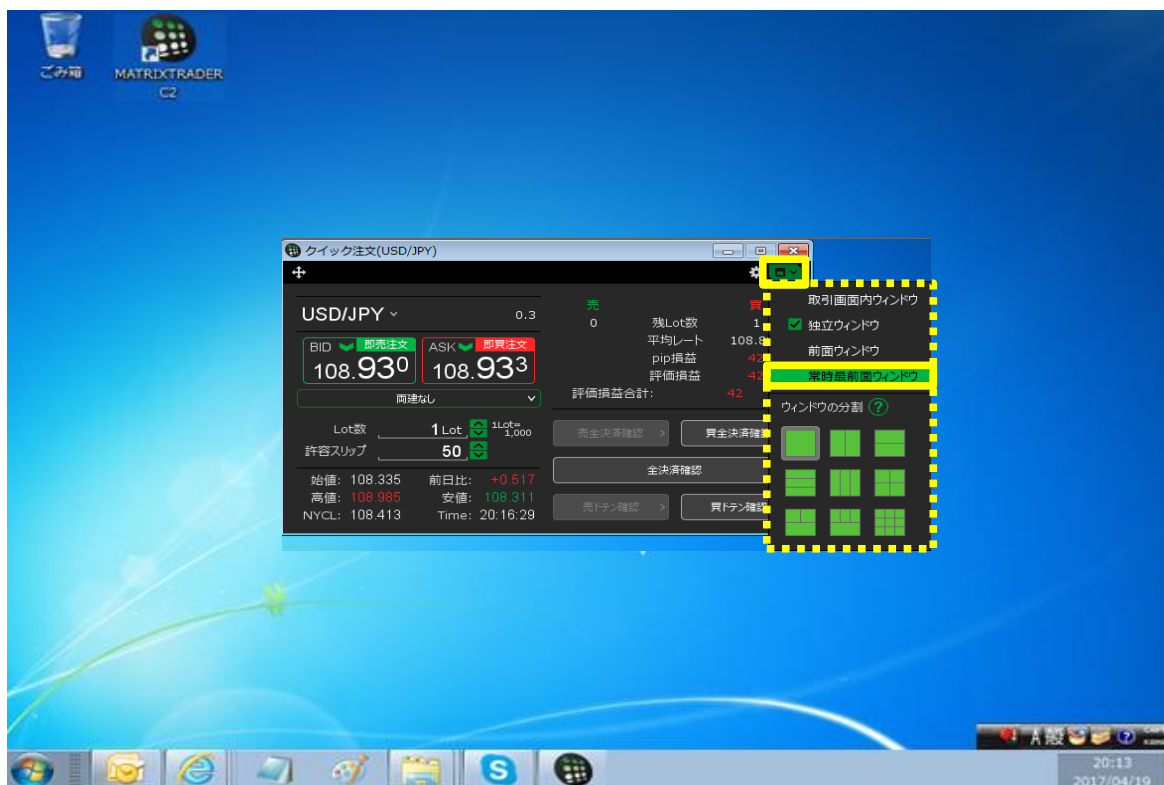 ごみ箱
MATRIXTRADER
C2
クイック注文(USD/JPY)
USD/JPY
0.3
BID 即売注文
108.930
ASK 即買注文
108.933
両建なし
Lot数 1 Lot 1Lot=
1,000
許容スリップ 50
始値: 108.335 前日比: +0.517
高値: 108.985 安値: 108.311
NYCL: 108.413 Time: 20:16:29
売 買
0 残Lot数 1
平均レート 108.8
pip損益 42
評価損益 42
評価損益合計: 42
売全決済確認
買全決済確認
全決済確認
売ドテン確認
買ドテン確認
取引画面内ウィンドウ
独立ウィンドウ
前面ウィンドウ
常時最前面ウィンドウ
ウィンドウの分割 ?
A 般
20:13
2017/04/19